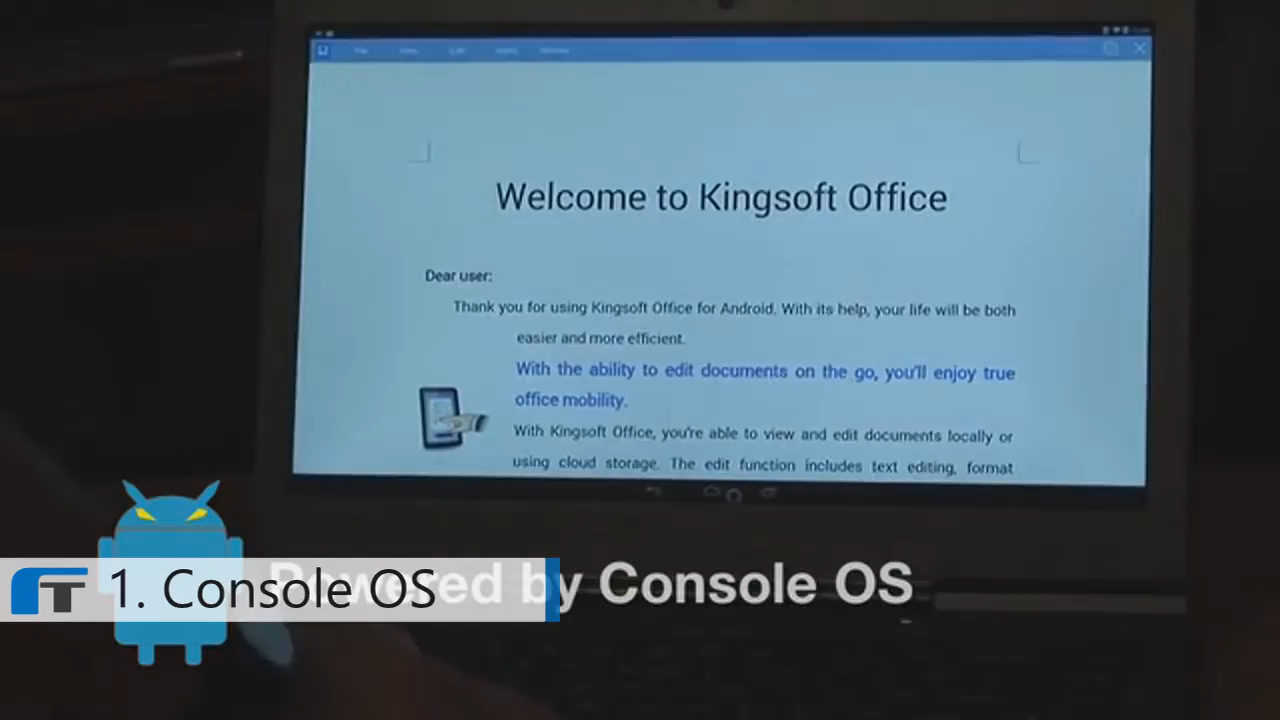 Welcome to Kingsoft Office
Dear user:
Thank you for using Kingsoft Office for Android. With its help, your life will be both
easier and more efficient.
With the ability to edit documents on the go, you'll enjoy true
office mobility.
With Kingsoft Office, you're able to view and edit documents locally or
using cloud storage. The edit function includes text editing, format
Powered by Console OS
1. Console OS